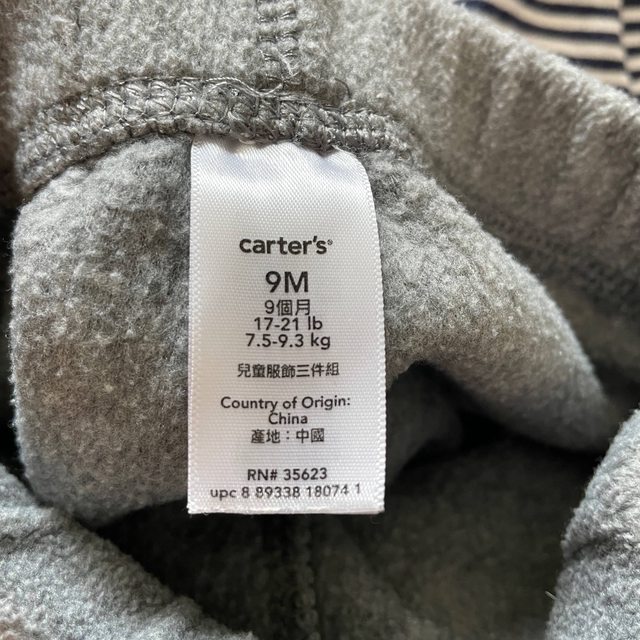 carter's®
9M
9個月
17-21 lb
7.5-9.3 kg
兒童服飾三件組
Country of Origin:
China
產地：中國
RN# 35623
upc 8 89338 18074 1